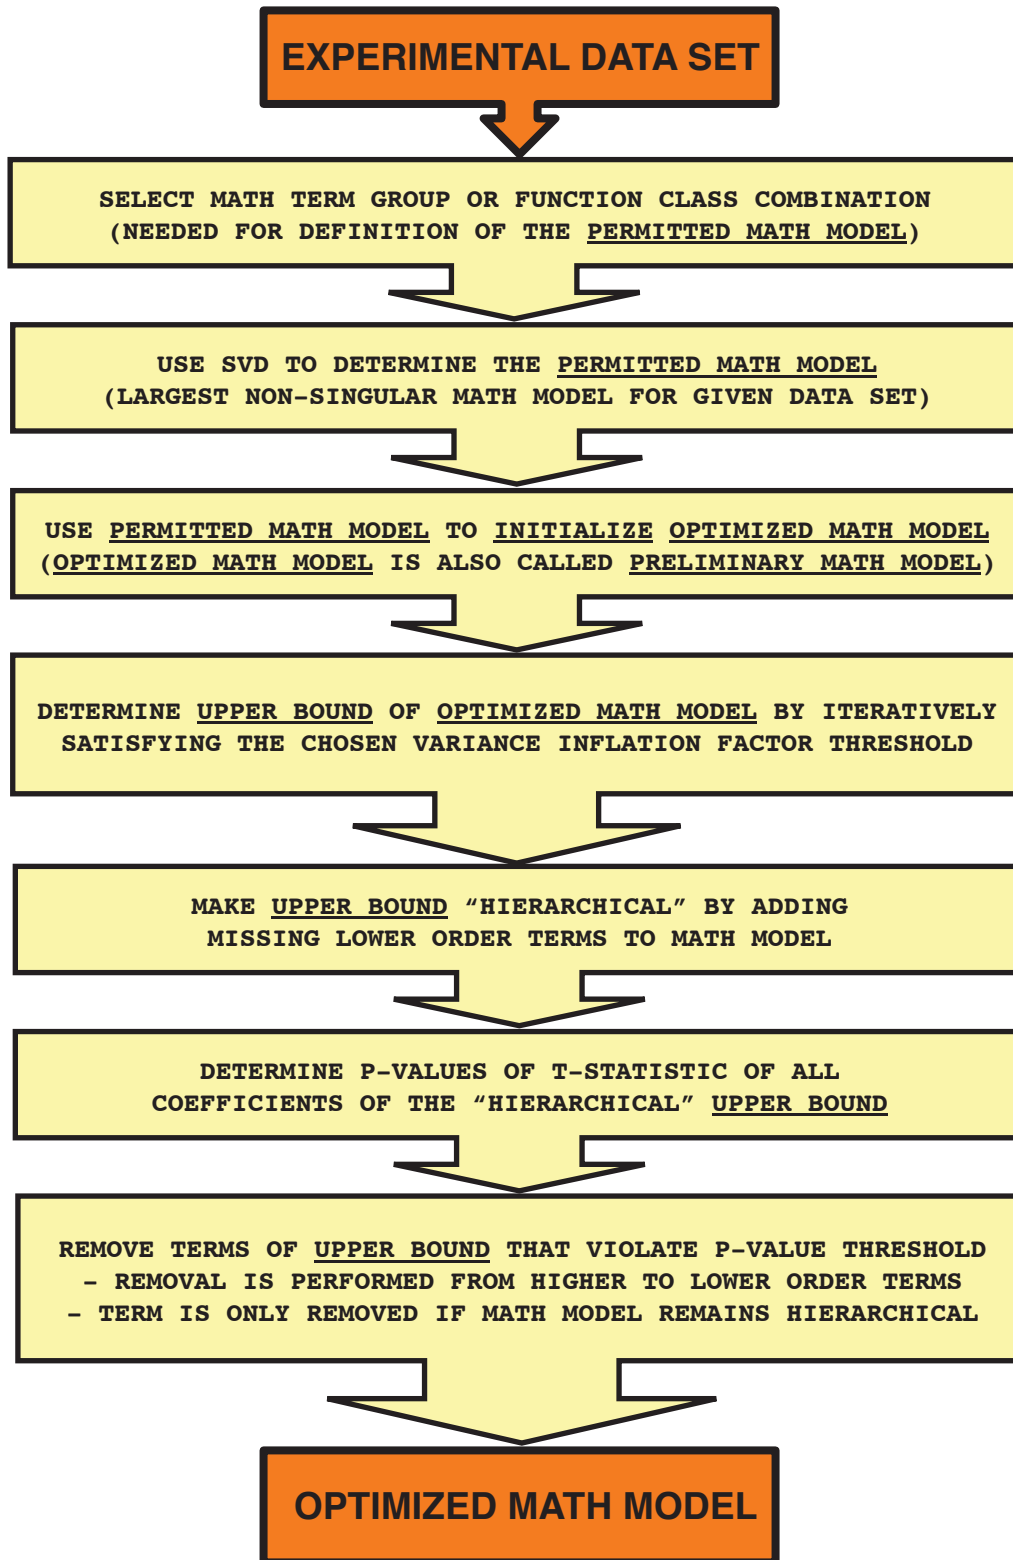 EXPERIMENTAL DATA SET
SELECT MATH TERM GROUP OR FUNCTION CLASS COMBINATION
(NEEDED FOR DEFINITION OF THE PERMITTED MATH MODEL)
USE SVD TO DETERMINE THE PERMITTED MATH MODEL
(LARGEST NON-SINGULAR MATH MODEL FOR GIVEN DATA SET)
USE PERMITTED MATH MODEL TO INITIALIZE OPTIMIZED MATH MODEL
(OPTIMIZED MATH MODEL IS ALSO CALLED PRELIMINARY MATH MODEL)
DETERMINE UPPER BOUND OF OPTIMIZED MATH MODEL BY ITERATIVELY
SATISFYING THE CHOSEN VARIANCE INFLATION FACTOR THRESHOLD
MAKE UPPER BOUND “HIERARCHICAL” BY ADDING
MISSING LOWER ORDER TERMS TO MATH MODEL
DETERMINE P-VALUES OF T-STATISTIC OF ALL
COEFFICIENTS OF THE “HIERARCHICAL” UPPER BOUND
REMOVE TERMS OF UPPER BOUND THAT VIOLATE P-VALUE THRESHOLD
– REMOVAL IS PERFORMED FROM HIGHER TO LOWER ORDER TERMS
– TERM IS ONLY REMOVED IF MATH MODEL REMAINS HIERARCHICAL
OPTIMIZED MATH MODEL